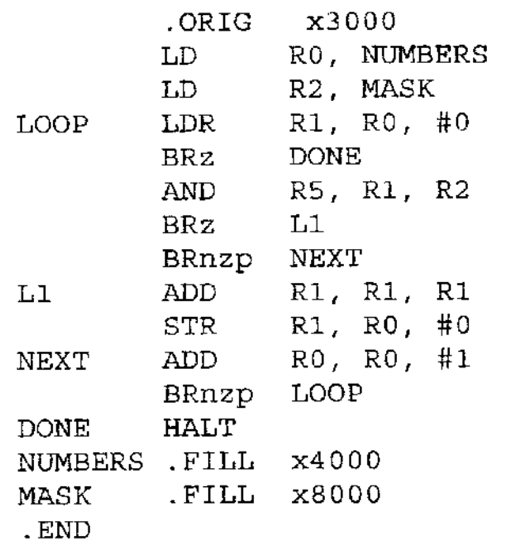 .ORIG x3000
LD R0, NUMBERS
LD R2, MASK
LOOP LDR R1, R0, #0
BRz DONE
AND R5, R1, R2
BRz L1
BRnzp NEXT
L1 ADD R1, R1, R1
STR R1, R0, #0
NEXT ADD R0, R0, #1
BRnzp LOOP
DONE HALT
NUMBERS .FILL x4000
MASK .FILL x8000
.END